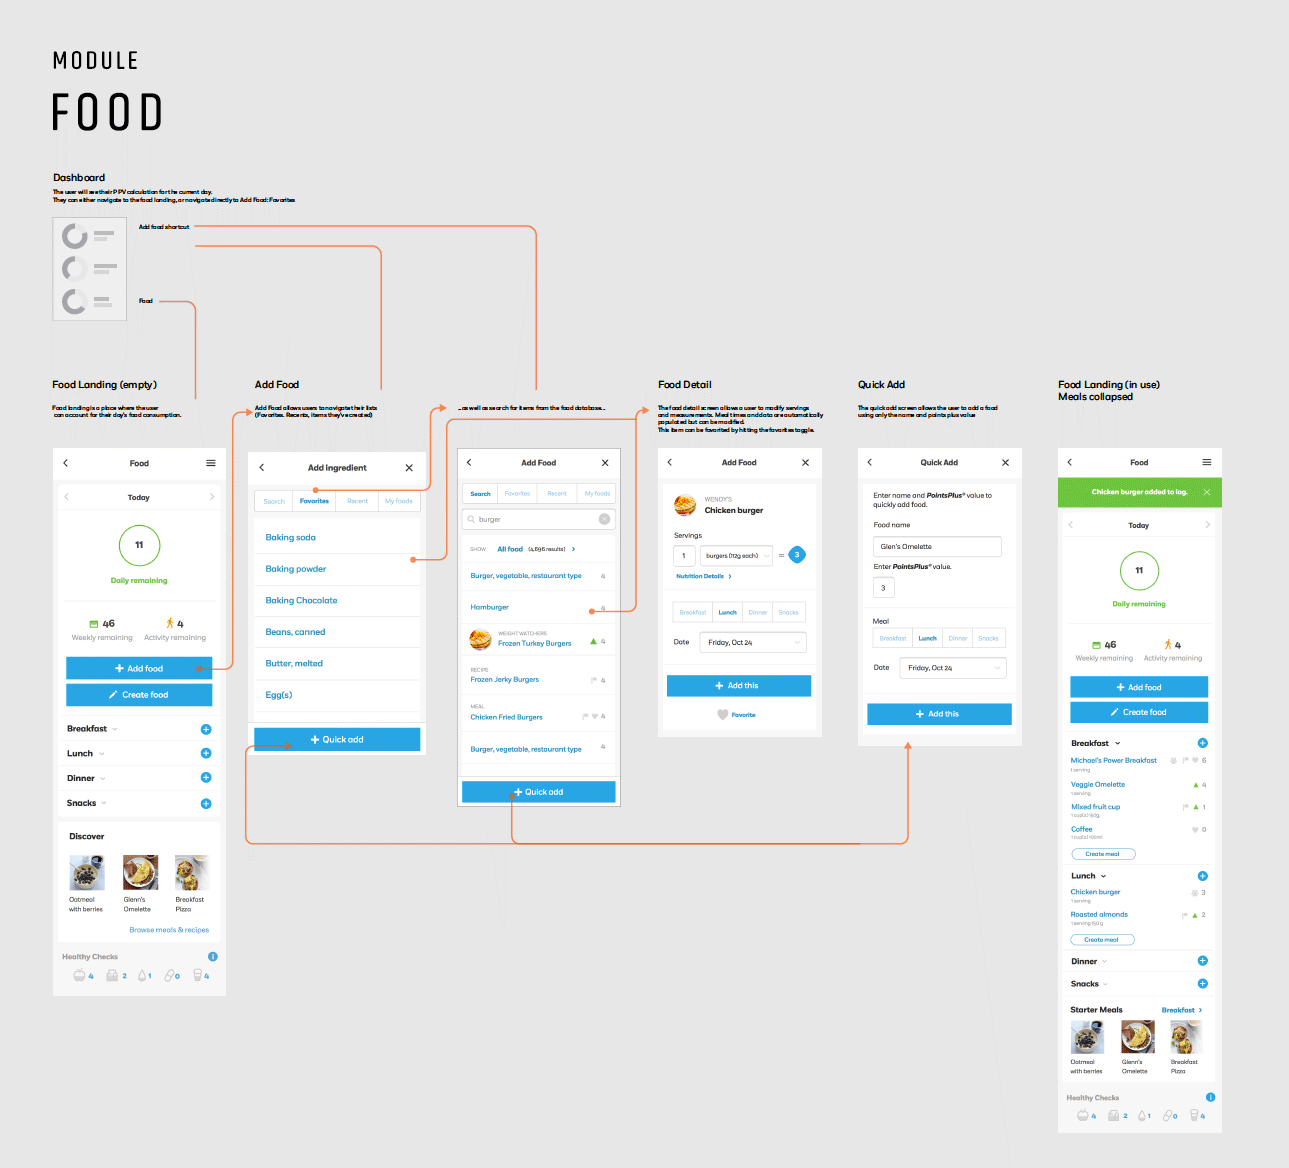 MODULE
FOOD
Dashboard
The user will see their PPV calculation for the current day.
They can either navigate to the food landing, or navigate directly to Add Food: Favorites
Add food shortcut
Food
Food Landing (empty)
Food landing is a place where the user
can account for their day's food consumption.
Food
Today
11
Daily remaining
46
Weekly remaining
4
Activity remaining
Add food
Create food
Breakfast
Lunch
Dinner
Snacks
Discover
Oatmeal
with berries
Glenn's
Omelette
Breakfast
Pizza
Browse meals & recipes
Healthy Checks
4 2 1 0 4
Add Food
Add Food allows users to navigate their lists
(Favorites. Recents, items they've created)
Add ingredient
Search Favorites Recent My foods
Baking soda
Baking powder
Baking Chocolate
Beans, canned
Butter, melted
Egg(s)
Quick add
...as well as search for items from the food database...
Add Food
Search Favorites Recent My foods
burger
SHOW All food (4,696 results)
Burger, vegetable, restaurant type 4
Hamburger 4
WEIGHT WATCHERS
Frozen Turkey Burgers 4
RECIPE
Frozen Jerky Burgers 4
MEAL
Chicken Fried Burgers 4
Burger, vegetable, restaurant type 4
Quick add
Food Detail
The food detail screen allows a user to modify servings
and measurements. Meal times and data are automatically
populated but can be modified.
This item can be favorited by hitting the favorites toggle.
Add Food
WENDY'S
Chicken burger
Servings
1 burgers (112g each) = 3
Nutrition Details
Breakfast Lunch Dinner Snacks
Date Friday, Oct 24
Add this
Favorite
Quick Add
The quick add screen allows the user to add a food
using only the name and points plus value
Quick Add
Enter name and PointsPlus® value to
quickly add food.
Food name
Glen's Omelette
Enter PointsPlus® value.
3
Meal
Breakfast Lunch Dinner Snacks
Date Friday, Oct 24
Add this
Food Landing (in use)
Meals collapsed
Food
Chicken burger added to log.
Today
11
Daily remaining
46
Weekly remaining
4
Activity remaining
Add food
Create food
Breakfast
Michael's Power Breakfast 6
1 serving
Veggie Omelette 4
1 serving
Mixed fruit cup 1
Coffee 0
Create meal
Lunch
Chicken burger 3
1 serving
Roasted almonds 2
Create meal
Dinner
Snacks
Starter Meals Breakfast
Oatmeal
with berries
Glenn's
Omelette
Breakfast
Pizza
Healthy Checks
4 2 1 0 4